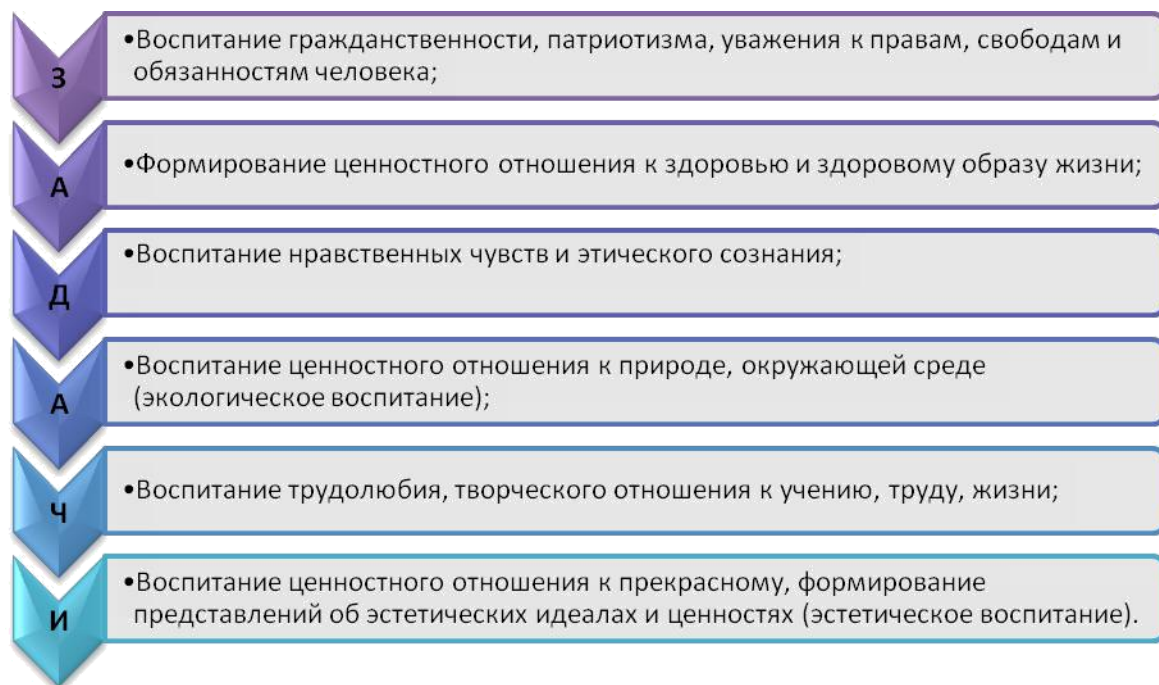 З
•Воспитание гражданственности, патриотизма, уважения к правам, свободам и
обязанностям человека;
А
•Формирование ценностного отношения к здоровью и здоровому образу жизни;
Д
•Воспитание нравственных чувств и этического сознания;
А
•Воспитание ценностного отношения к природе, окружающей среде
(экологическое воспитание);
Ч
•Воспитание трудолюбия, творческого отношения к учению, труду, жизни;
И
•Воспитание ценностного отношения к прекрасному, формирование
представлений об эстетических идеалах и ценностях (эстетическое воспитание).